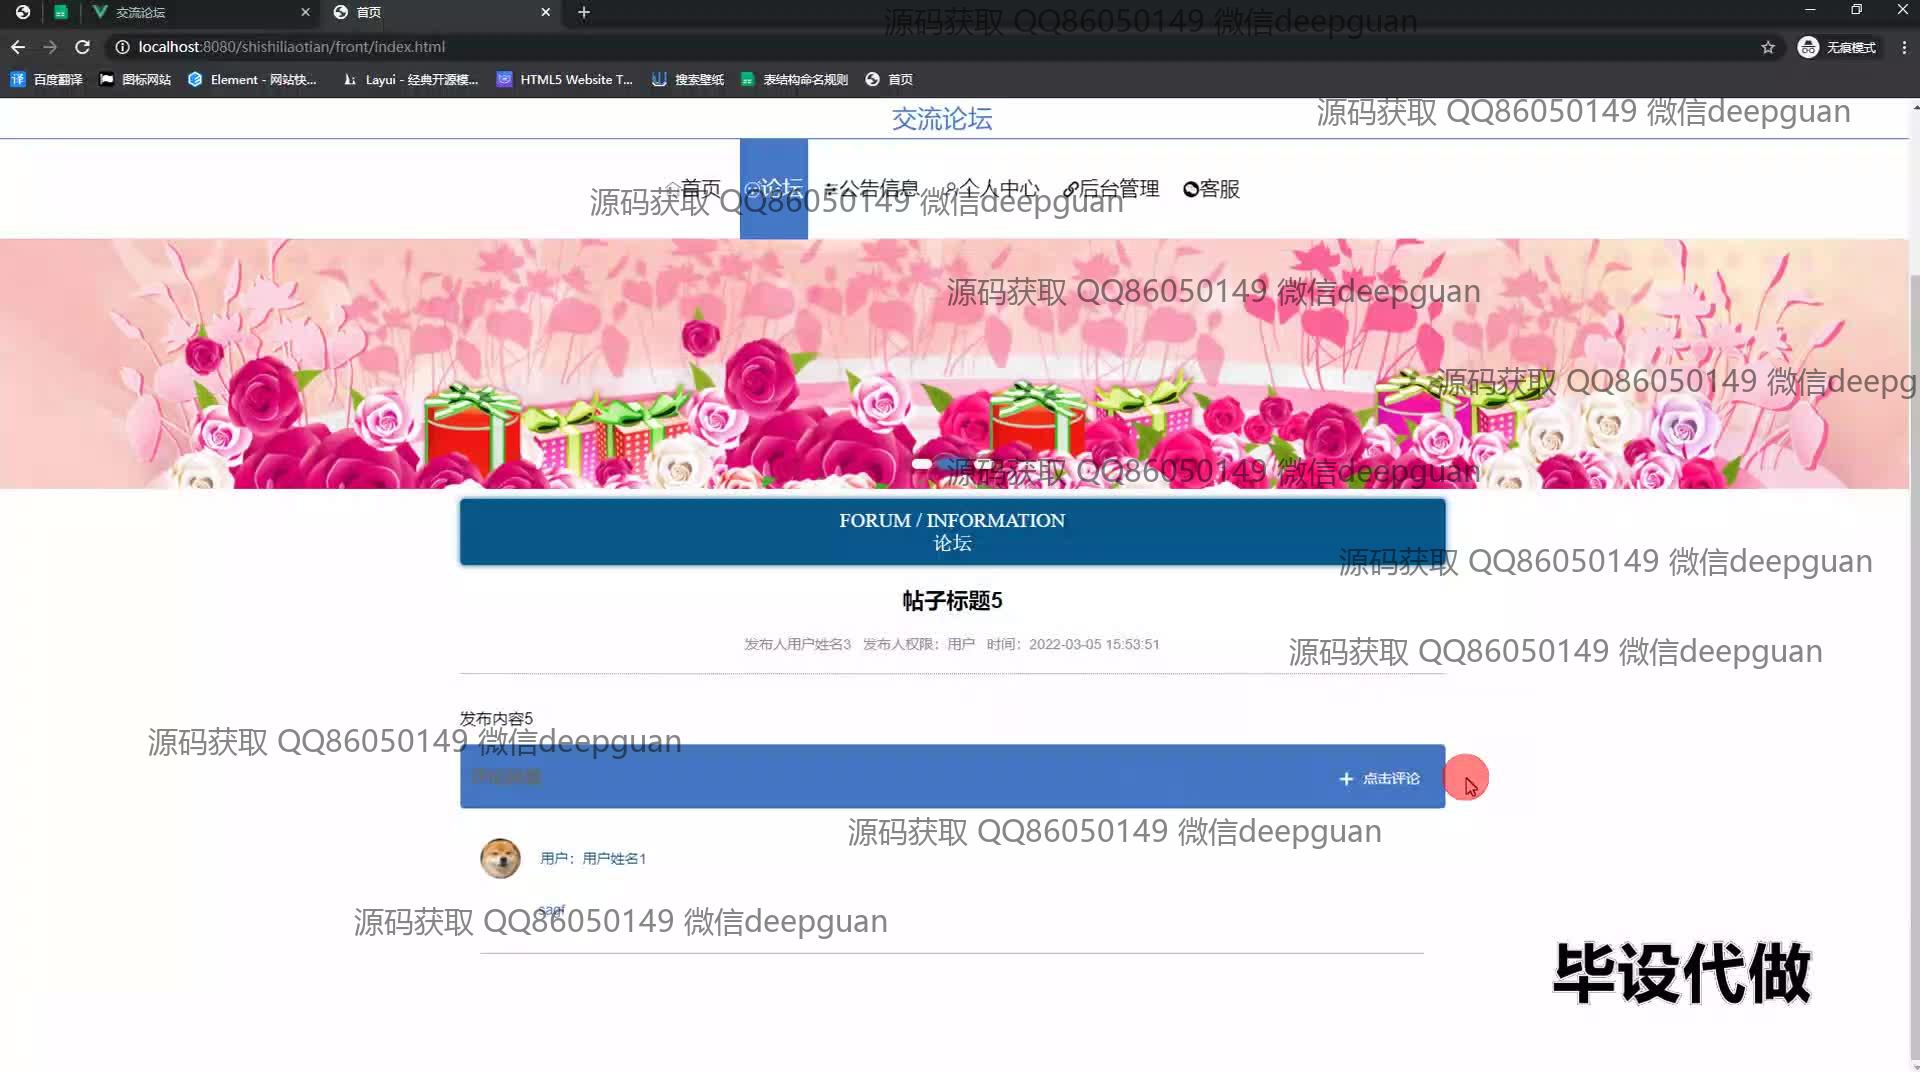 交流论坛
首页
源码获取 QQ86050149 微信deepguan
localhost:8080/shishiliaotian/front/index.html
无痕模式
百度翻译
图标网站
Element - 网站快...
Layui - 经典开源模...
HTML5 Website T...
搜索壁纸
表结构命名规则
首页
交流论坛
源码获取 QQ86050149 微信deepguan
首页
论坛
公告信息
个人中心
后台管理
客服
源码获取 QQ86050149 微信deepguan
源码获取 QQ86050149 微信deepguan
源码获取 QQ86050149 微信deepg
源码获取 QQ86050149 微信deepguan
FORUM / INFORMATION
论坛
源码获取 QQ86050149 微信deepguan
帖子标题5
发布人用户姓名3 发布人权限：用户 时间：2022-03-05 15:53:51
源码获取 QQ86050149 微信deepguan
发布内容5
源码获取 QQ86050149 微信deepguan
点击评论
源码获取 QQ86050149 微信deepguan
用户：用户姓名1
sagf
源码获取 QQ86050149 微信deepguan
毕设代做